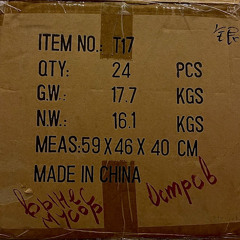 ITEM NO.: T17
QTY: 24 PCS
G.W.: 17.7 KGS
N.W.: 16.1 KGS
MEAS: 59 X 46 X 40 CM
MADE IN CHINA